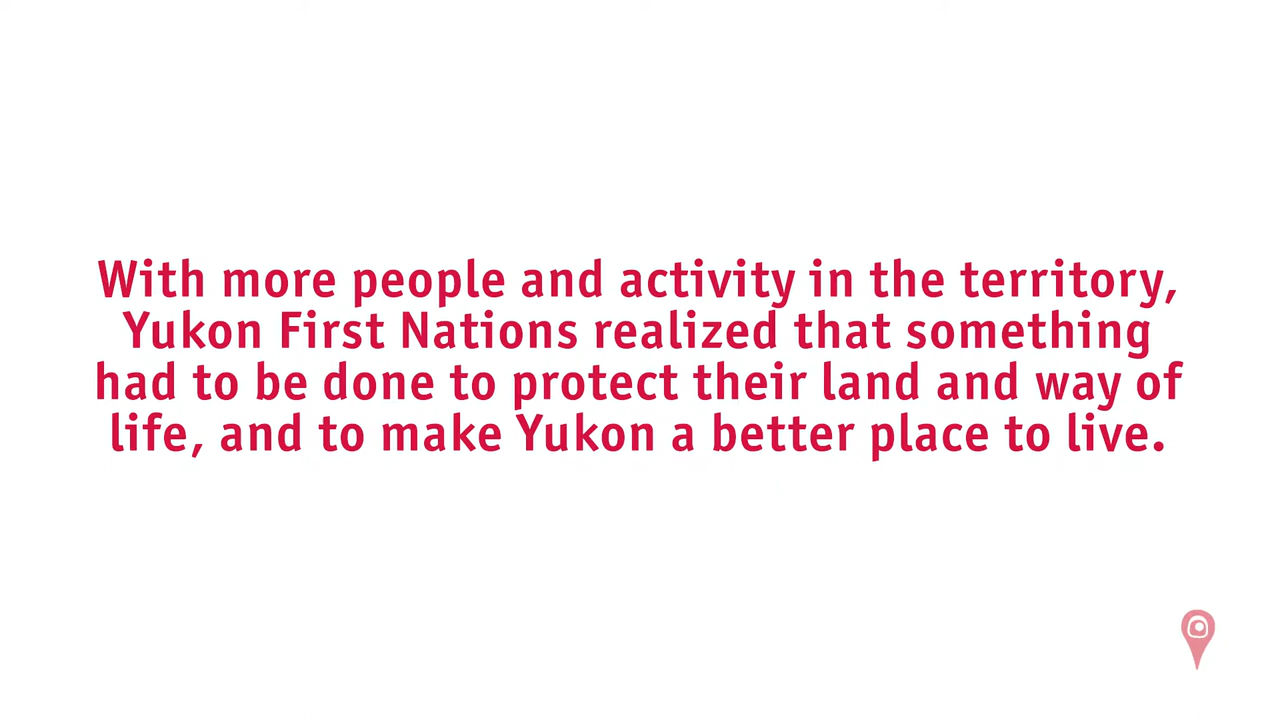 With more people and activity in the territory,
Yukon First Nations realized that something
had to be done to protect their land and way of
life, and to make Yukon a better place to live.